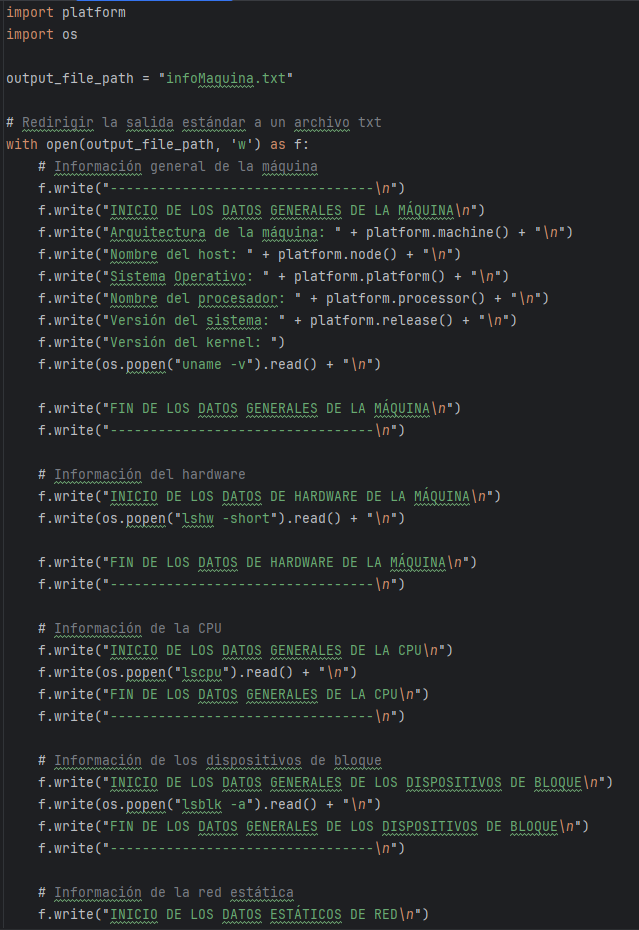 import platform
import os

output_file_path = "infoMaquina.txt"

# Redirigir la salida estándar a un archivo txt
with open(output_file_path, 'w') as f:
    # Información general de la máquina
    f.write("---------------------------------\n")
    f.write("INICIO DE LOS DATOS GENERALES DE LA MÁQUINA\n")
    f.write("Arquitectura de la máquina: " + platform.machine() + "\n")
    f.write("Nombre del host: " + platform.node() + "\n")
    f.write("Sistema Operativo: " + platform.platform() + "\n")
    f.write("Nombre del procesador: " + platform.processor() + "\n")
    f.write("Versión del sistema: " + platform.release() + "\n")
    f.write("Versión del kernel: ")
    f.write(os.popen("uname -v").read() + "\n")

    f.write("FIN DE LOS DATOS GENERALES DE LA MÁQUINA\n")
    f.write("---------------------------------\n")

    # Información del hardware
    f.write("INICIO DE LOS DATOS DE HARDWARE DE LA MÁQUINA\n")
    f.write(os.popen("lshw -short").read() + "\n")

    f.write("FIN DE LOS DATOS DE HARDWARE DE LA MÁQUINA\n")
    f.write("---------------------------------\n")

    # Información de la CPU
    f.write("INICIO DE LOS DATOS GENERALES DE LA CPU\n")
    f.write(os.popen("lscpu").read() + "\n")
    f.write("FIN DE LOS DATOS GENERALES DE LA CPU\n")
    f.write("---------------------------------\n")

    # Información de los dispositivos de bloque
    f.write("INICIO DE LOS DATOS GENERALES DE LOS DISPOSITIVOS DE BLOQUE\n")
    f.write(os.popen("lsblk -a").read() + "\n")
    f.write("FIN DE LOS DATOS GENERALES DE LOS DISPOSITIVOS DE BLOQUE\n")
    f.write("---------------------------------\n")

    # Información de la red estática
    f.write("INICIO DE LOS DATOS ESTÁTICOS DE RED\n")